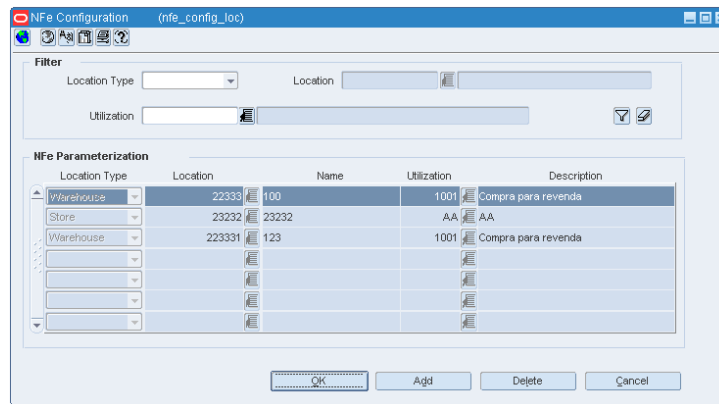 NFe Configuration (nfe_config_loc)
Filter
Location Type Location
Utilization
NFe Parameterization
Location Type Location Name Utilization Description
Warehouse 22333 100 1001 Compra para revenda
Store 23232 23232 AA AA
Warehouse 223331 123 1001 Compra para revenda
OK Add Delete Cancel